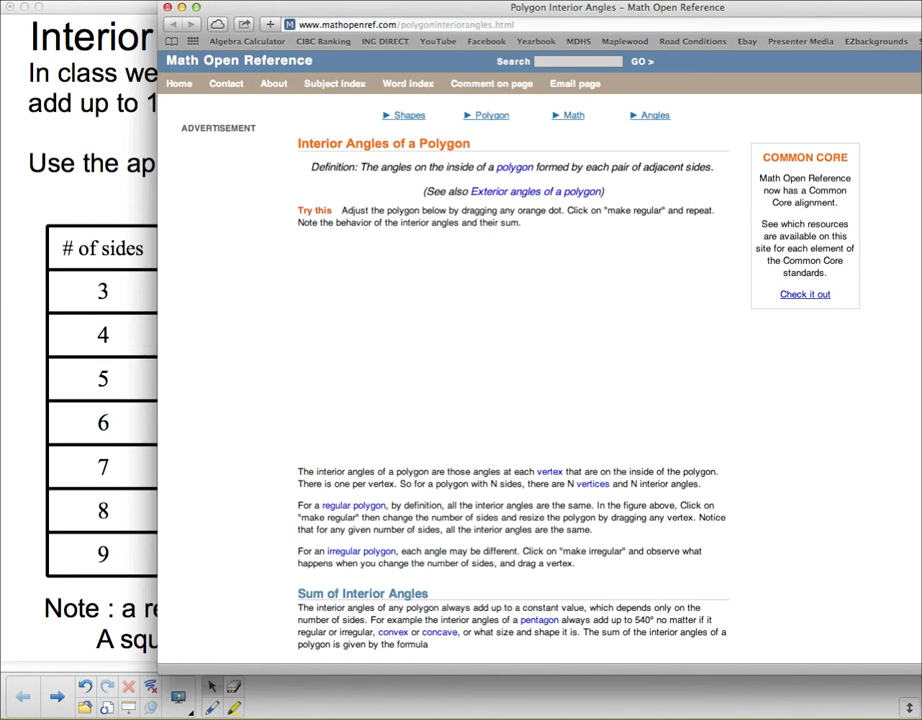 Polygon Interior Angles – Math Open Reference
www.mathopenref.com/polygoninteriorangles.html
Algebra Calculator CIBC Banking ING DIRECT YouTube Facebook Yearbook MDHS Maplewood Road Conditions Ebay Presenter Media EZbackgrounds
Math Open Reference Search GO >
Home Contact About Subject Index Word index Comment on page Email page
► Shapes ► Polygon ► Math ► Angles
ADVERTISEMENT
Interior Angles of a Polygon
Definition: The angles on the inside of a polygon formed by each pair of adjacent sides.
(See also Exterior angles of a polygon)
Try this Adjust the polygon below by dragging any orange dot. Click on "make regular" and repeat.
Note the behavior of the interior angles and their sum.
COMMON CORE
Math Open Reference
now has a Common
Core alignment.
See which resources
are available on this
site for each element of
the Common Core
standards.
Check it out
The interior angles of a polygon are those angles at each vertex that are on the inside of the polygon.
There is one per vertex. So for a polygon with N sides, there are N vertices and N interior angles.
For a regular polygon, by definition, all the interior angles are the same. In the figure above, Click on
"make regular" then change the number of sides and resize the polygon by dragging any vertex. Notice
that for any given number of sides, all the interior angles are the same.
For an irregular polygon, each angle may be different. Click on "make irregular" and observe what
happens when you change the number of sides, and drag a vertex.
Sum of Interior Angles
The interior angles of any polygon always add up to a constant value, which depends only on the
number of sides. For example the interior angles of a pentagon always add up to 540° no matter if it
regular or irregular, convex or concave, or what size and shape it is. The sum of the interior angles of a
polygon is given by the formula
Interior
In class we
add up to 1
Use the ap
# of sides
3
4
5
6
7
8
9
Note : a re
A squ